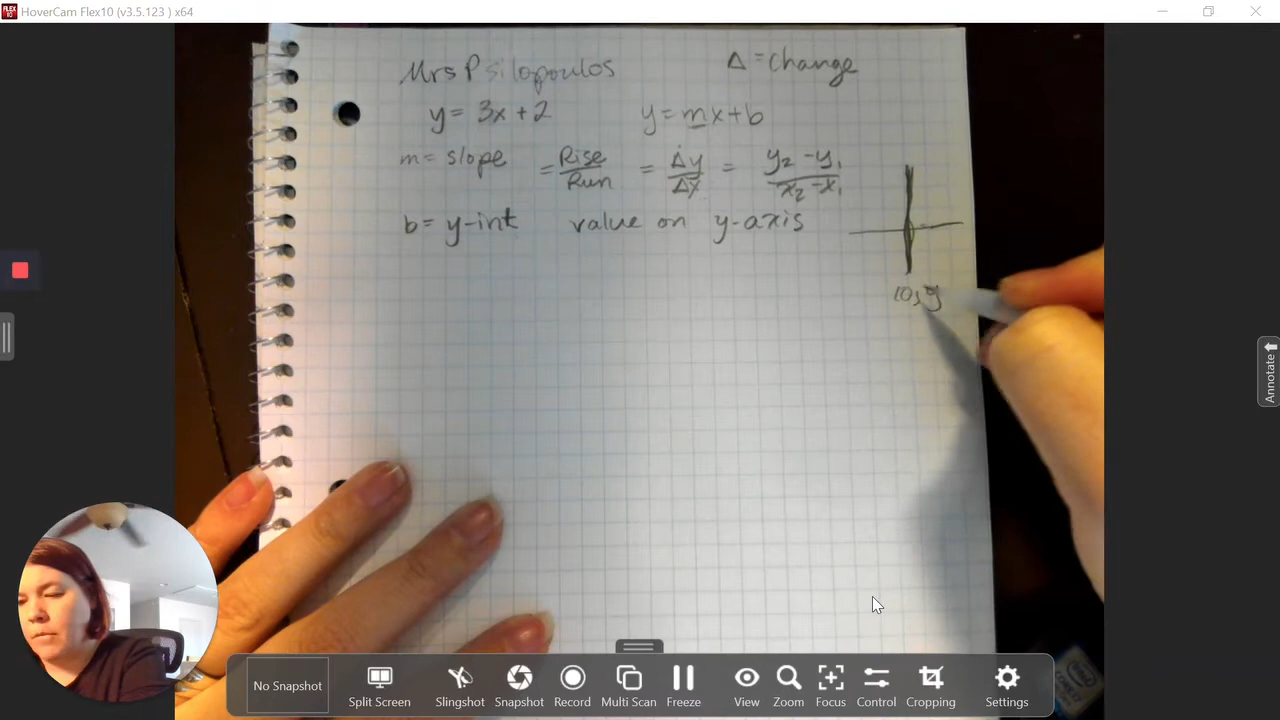 HoverCam Flex10 (v3.5.123 ) x64
Mrs Psilopoulos Δ = change
y = 3x + 2 y = mx + b
m = slope = Rise/Run = Δy/Δx = y₂ - y₁/x₂ - x₁
b = y-int value on y-axis
(0, y
Annotate
No Snapshot
Split Screen
Slingshot
Snapshot
Record
Multi Scan
Freeze
View
Zoom
Focus
Control
Cropping
Settings